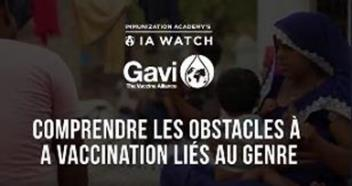 IMMUNIZATION ACADEMY'S
IA WATCH
Gavi
The Vaccine Alliance
COMPRENDRE LES OBSTACLES À
A VACCINATION LIÉS AU GENRE